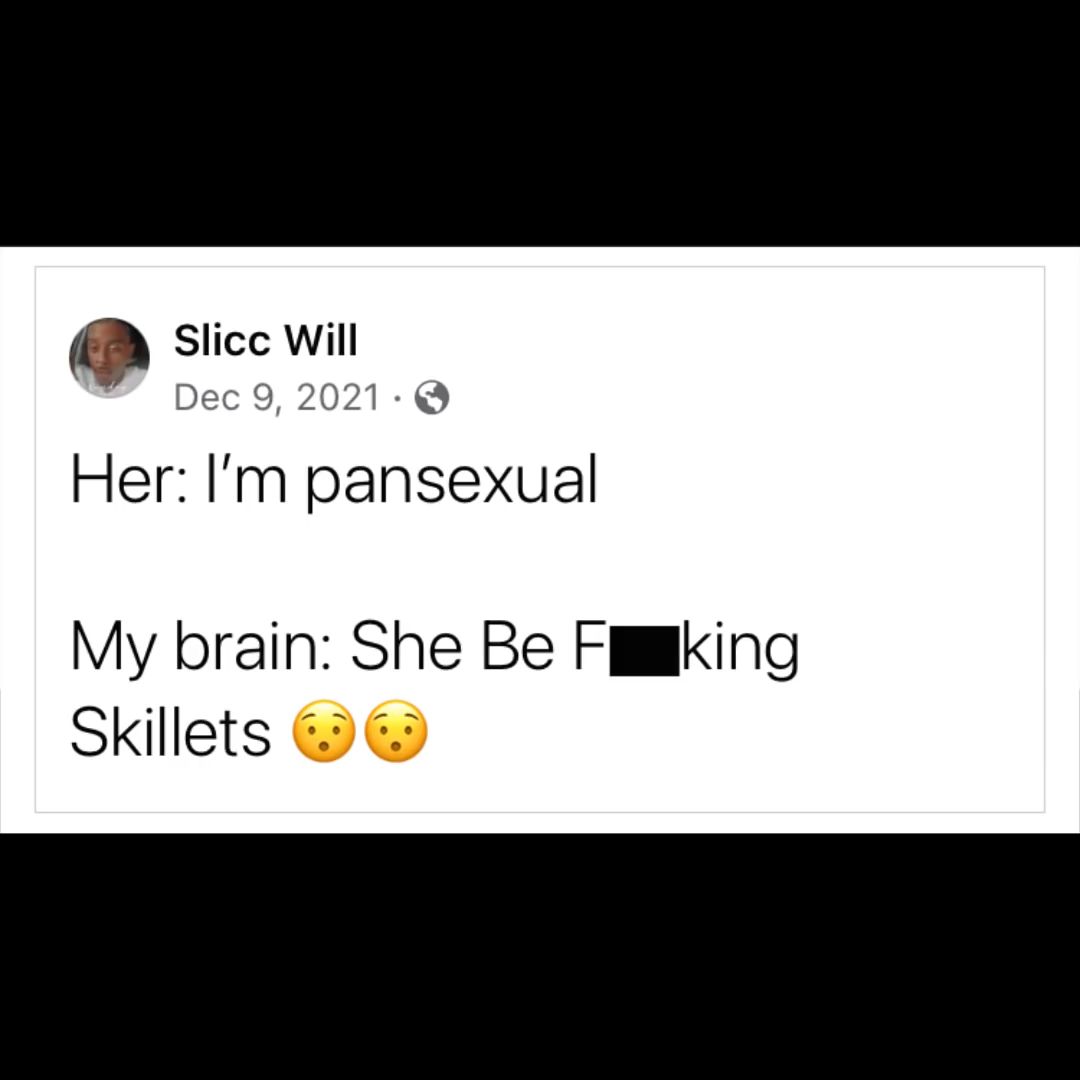 Slicc Will
Dec 9, 2021 ·
Her: I’m pansexual
My brain: She Be F██king
Skillets 😯😯